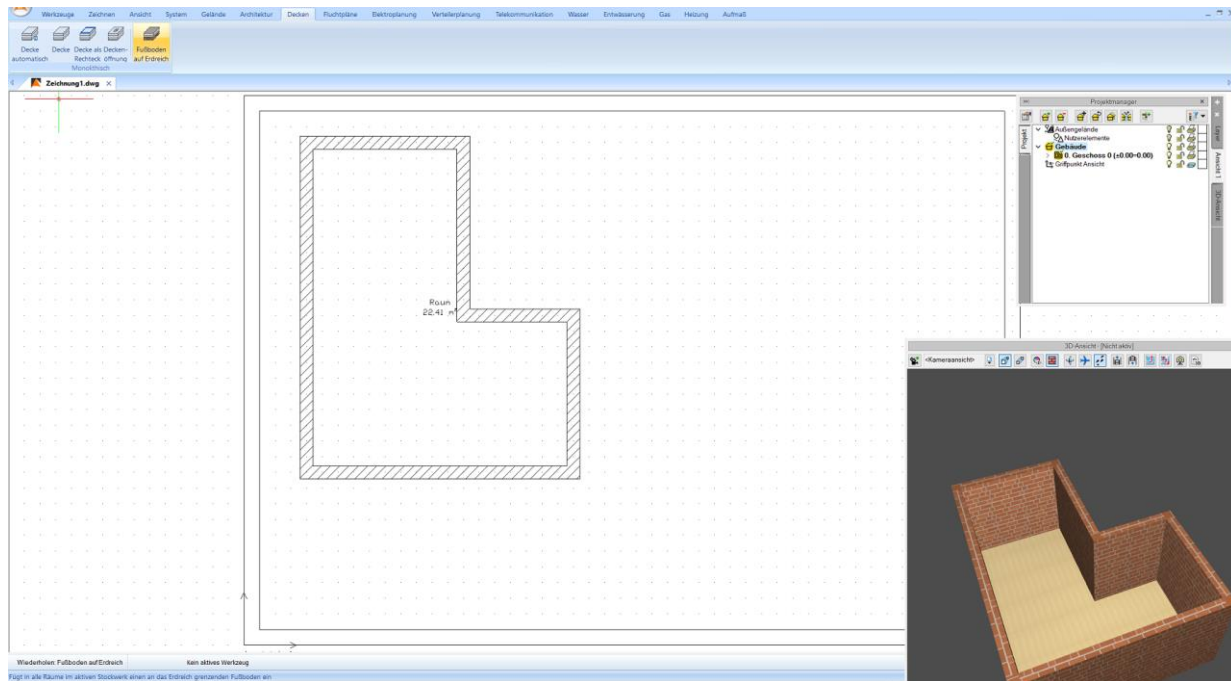 Werkzeuge Zeichnen Ansicht System Gelände Architektur Decken Fluchtpläne Elektroplanung Verteilerplanung Telekommunikation Wasser Entwässerung Gas Heizung Aufmaß
Decke automatisch
Decke
Decke als Rechteck
Decken-öffnung
Fußboden auf Erdreich
Monolithisch
Zeichnung1.dwg
Projektmanager
Projekt
Außengelände
Nutzerelemente
Gebäude
0. Geschoss 0 (±0.00=0.00)
Griffpunkt Ansicht
Layer
Ansicht 1
3D-Ansicht
Raum
22.41 m²
3D-Ansicht - [Nicht aktiv]
<Kameraansicht>
Wiederholen: Fußboden auf Erdreich
Kein aktives Werkzeug
Fügt in alle Räume im aktiven Stockwerk einen an das Erdreich grenzenden Fußboden ein